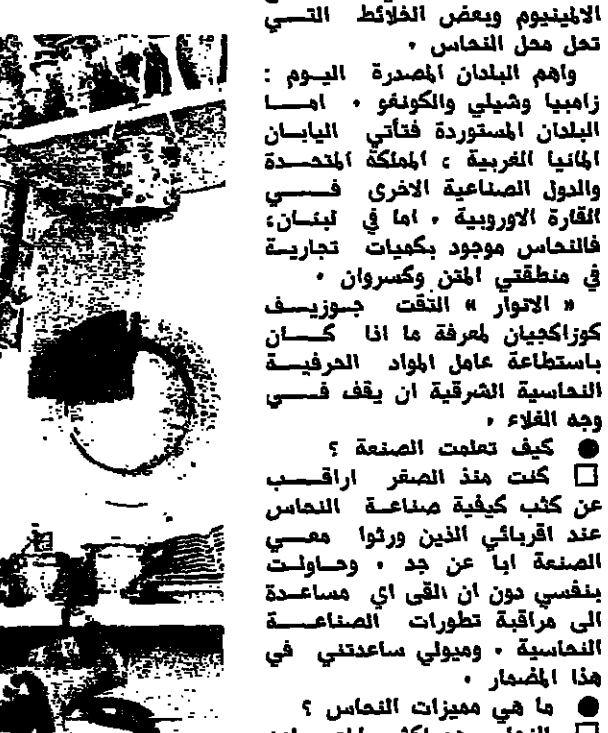 الالمينيوم وبعض الخلائط التي
تحل محل النحاس .
واهم البلدان المصدرة اليوم :
زامبيا وشيلي والكونغو . اما
البلدان المستوردة فتأتي اليابان
المانيا الغربية ، المملكة المتحدة
والدول الصناعية الاخرى في
القارة الاوروبية . اما في لبنان،
فالنحاس موجود بكميات تجارية
في منطقتي المتن وكسروان .
« الانوار » التقت جوزيف
كوزاكجيان لمعرفة ما اذا كان
باستطاعة عامل المواد الحرفية
النحاسية الشرقية ان يقف في
وجه الغلاء .
● كيف تعلمت الصنعة ؟
□ كنت منذ الصغر اراقب
عن كثب كيفية صناعة النحاس
عند اقربائي الذين ورثوا معي
الصنعة ابا عن جد . وحاولت
بنفسي دون ان القى اي مساعدة
الى مراقبة تطورات الصناعة
النحاسية . وميولي ساعدتني في
هذا المضمار .
● ما هي مميزات النحاس ؟
□ النحاس